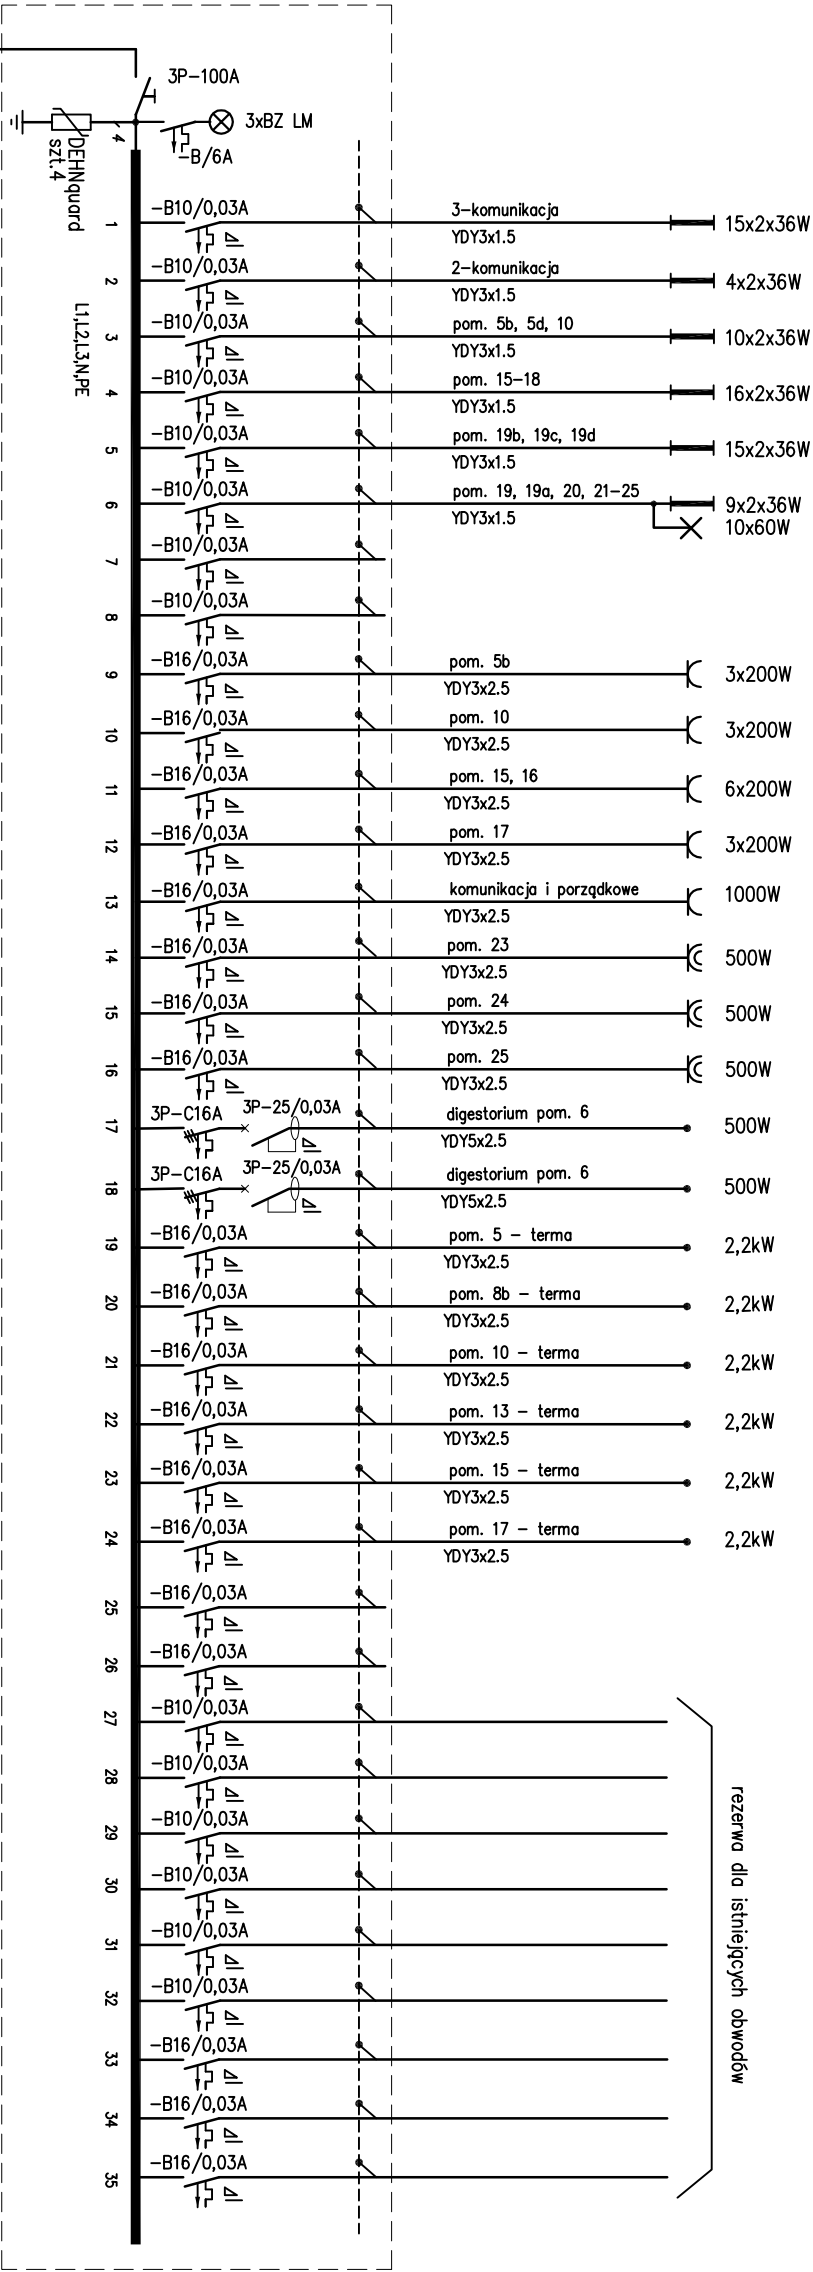 3P-100A
3xBZ LM
4
-B/6A
DEHNquard
szt.4
L1,L2,L3,N,PE
1
-B10/0,03A
3-komunikacja
YDY3x1.5
15x2x36W
2
-B10/0,03A
2-komunikacja
YDY3x1.5
4x2x36W
3
-B10/0,03A
pom. 5b, 5d, 10
YDY3x1.5
10x2x36W
4
-B10/0,03A
pom. 15-18
YDY3x1.5
16x2x36W
5
-B10/0,03A
pom. 19b, 19c, 19d
YDY3x1.5
15x2x36W
6
-B10/0,03A
pom. 19, 19a, 20, 21-25
YDY3x1.5
9x2x36W
10x60W
7
-B10/0,03A
8
-B10/0,03A
9
-B16/0,03A
pom. 5b
YDY3x2.5
3x200W
10
-B16/0,03A
pom. 10
YDY3x2.5
3x200W
11
-B16/0,03A
pom. 15, 16
YDY3x2.5
6x200W
12
-B16/0,03A
pom. 17
YDY3x2.5
3x200W
13
-B16/0,03A
komunikacja i porządkowe
YDY3x2.5
1000W
14
-B16/0,03A
pom. 23
YDY3x2.5
500W
15
-B16/0,03A
pom. 24
YDY3x2.5
500W
16
-B16/0,03A
pom. 25
YDY3x2.5
500W
17
3P-C16A
3P-25/0,03A
digestorium pom. 6
YDY5x2.5
500W
18
3P-C16A
3P-25/0,03A
digestorium pom. 6
YDY5x2.5
500W
19
-B16/0,03A
pom. 5 - terma
YDY3x2.5
2,2kW
20
-B16/0,03A
pom. 8b - terma
YDY3x2.5
2,2kW
21
-B16/0,03A
pom. 10 - terma
YDY3x2.5
2,2kW
22
-B16/0,03A
pom. 13 - terma
YDY3x2.5
2,2kW
23
-B16/0,03A
pom. 15 - terma
YDY3x2.5
2,2kW
24
-B16/0,03A
pom. 17 - terma
YDY3x2.5
2,2kW
25
-B16/0,03A
26
-B16/0,03A
27
-B10/0,03A
28
-B10/0,03A
29
-B10/0,03A
30
-B10/0,03A
31
-B10/0,03A
32
-B10/0,03A
33
-B16/0,03A
34
-B16/0,03A
35
-B16/0,03A
rezerwa dla istniejących obwodów